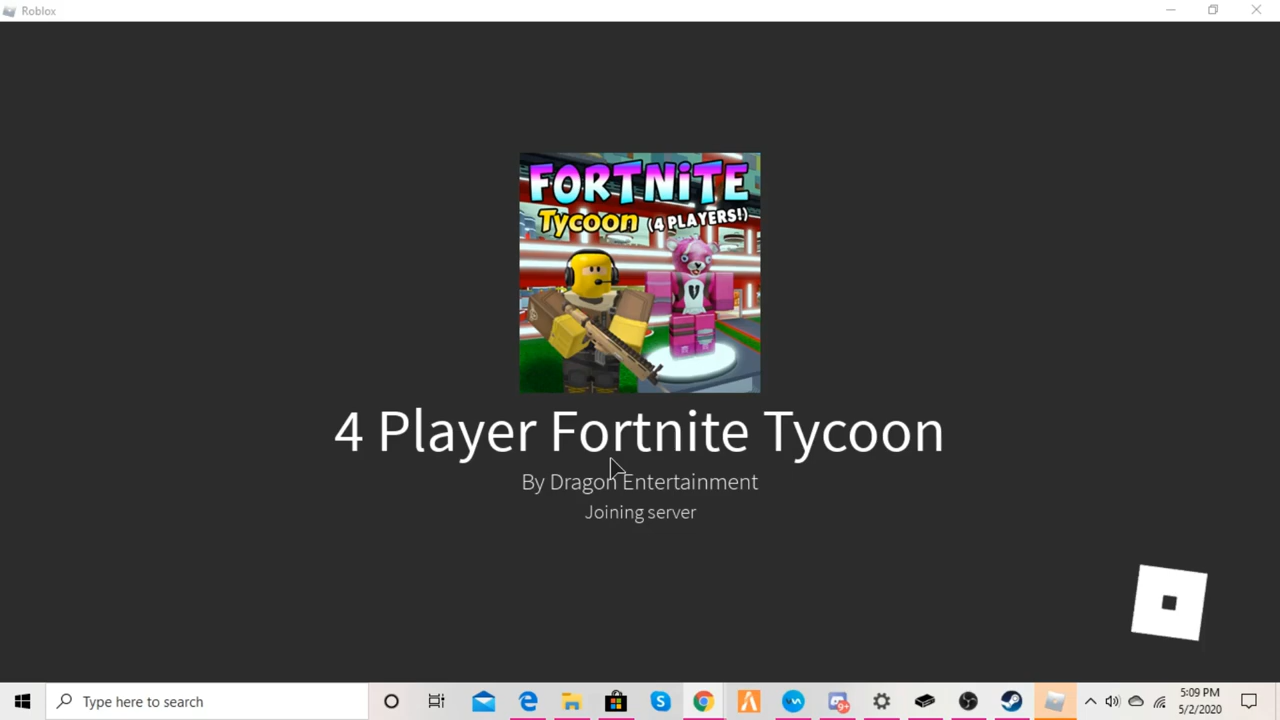 Roblox
FORTNiTE
Tycoon (4 PLAYERS!)
4 Player Fortnite Tycoon
By Dragon Entertainment
Joining server
Type here to search
9+
5:09 PM
5/2/2020